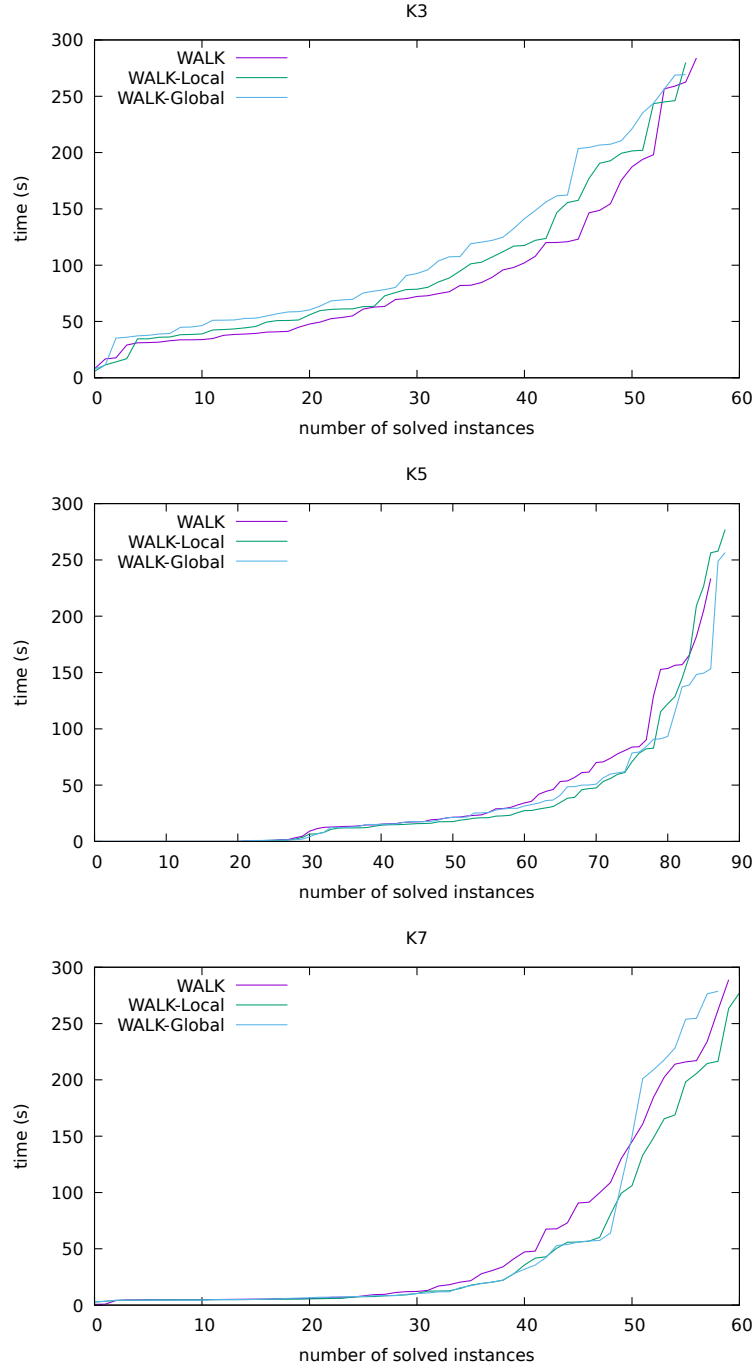 K3
300
250
200
150
100
50
0
time (s)
WALK
WALK-Local
WALK-Global
0 10 20 30 40 50 60
number of solved instances
K5
300
250
200
150
100
50
0
time (s)
WALK
WALK-Local
WALK-Global
0 10 20 30 40 50 60 70 80 90
number of solved instances
K7
300
250
200
150
100
50
0
time (s)
WALK
WALK-Local
WALK-Global
0 10 20 30 40 50 60
number of solved instances